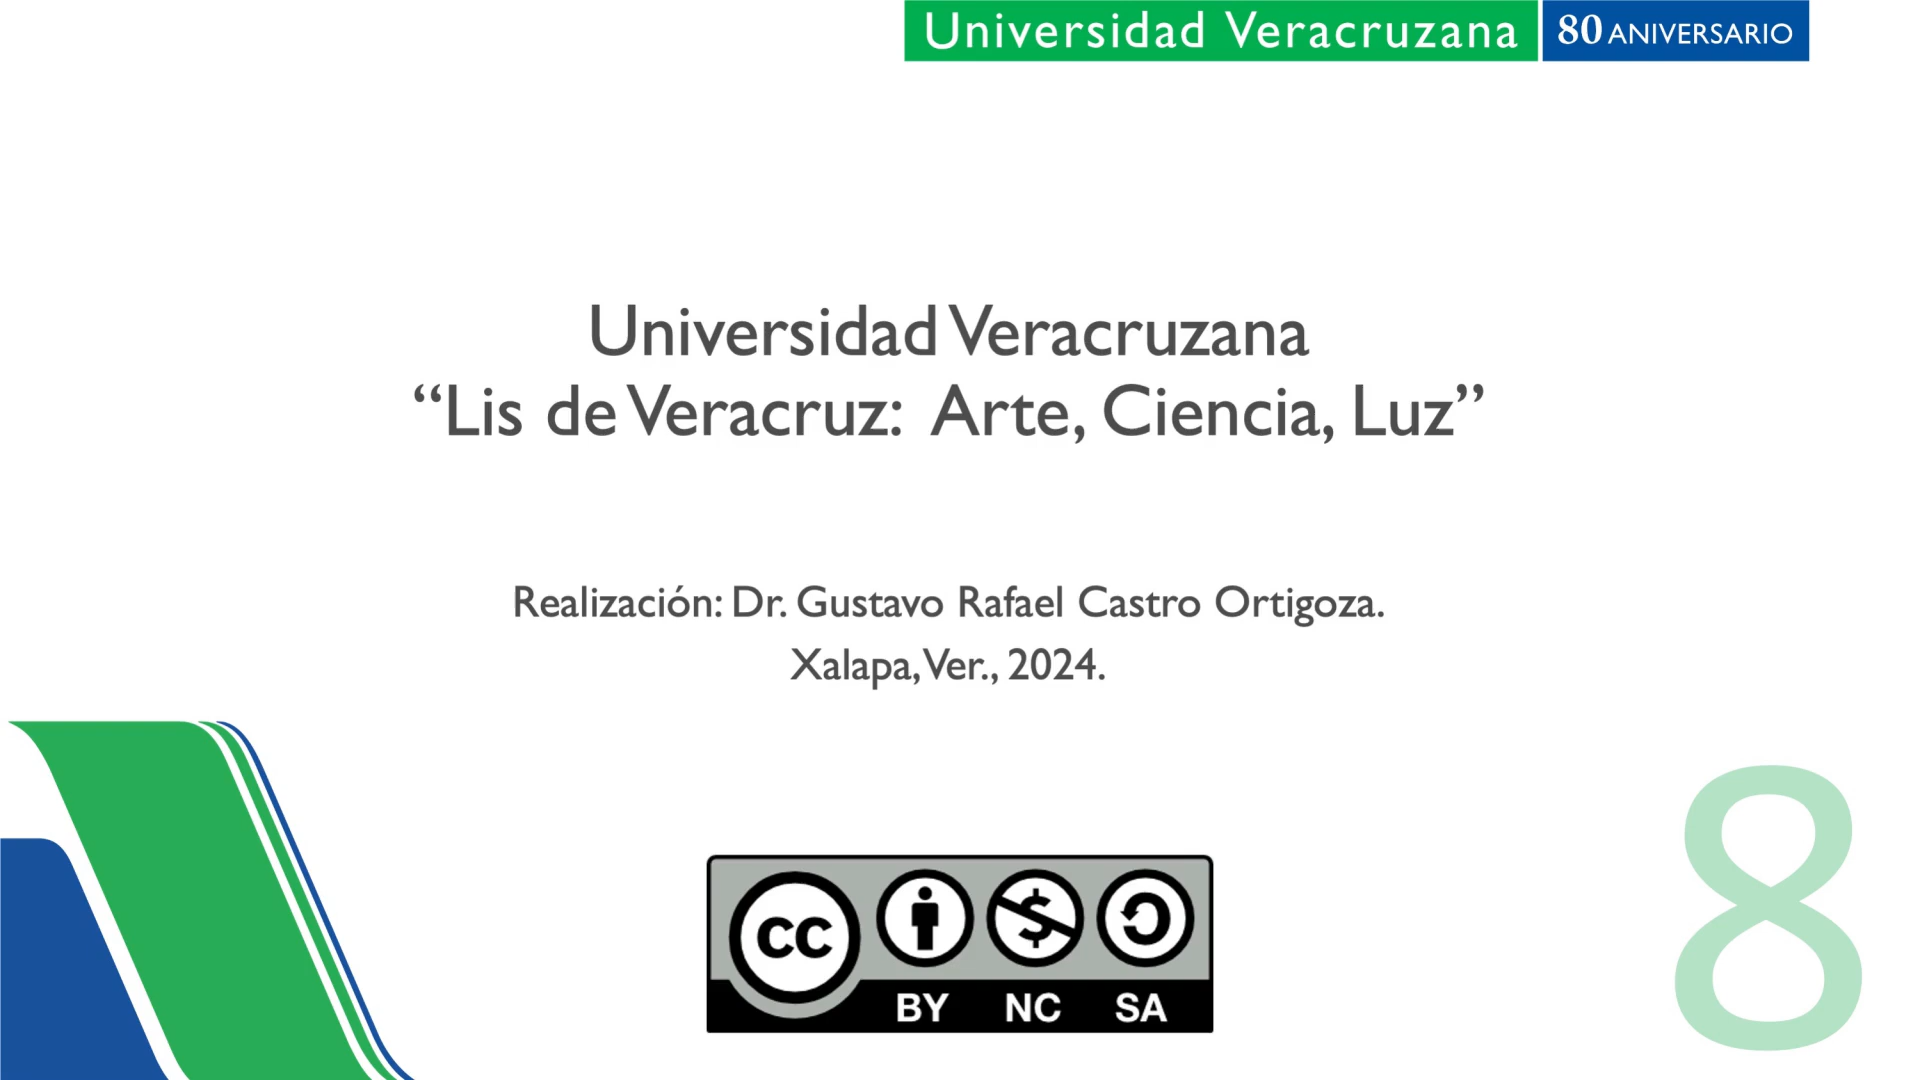 Universidad Veracruzana 80 ANIVERSARIO
Universidad Veracruzana
“Lis de Veracruz: Arte, Ciencia, Luz”
Realización: Dr. Gustavo Rafael Castro Ortigoza.
Xalapa, Ver., 2024.
cc
BY NC SA
8